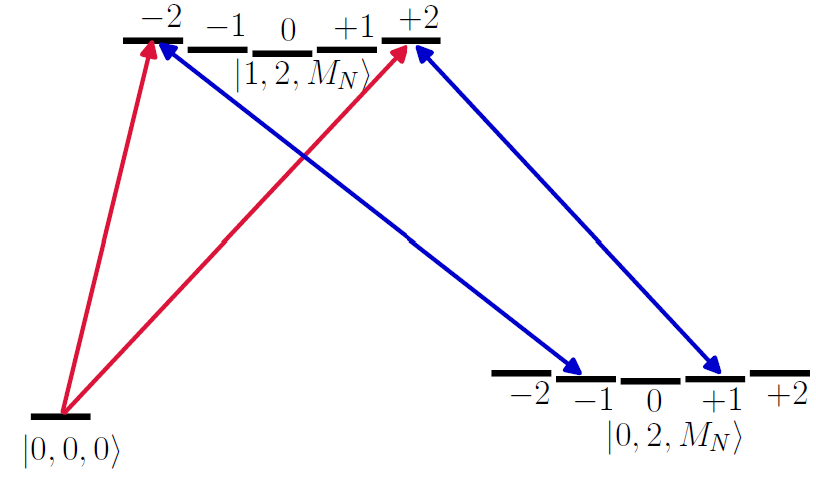 −2 −1 0 +1 +2
|1, 2, M_N⟩
−2 −1 0 +1 +2
|0, 2, M_N⟩
|0, 0, 0⟩